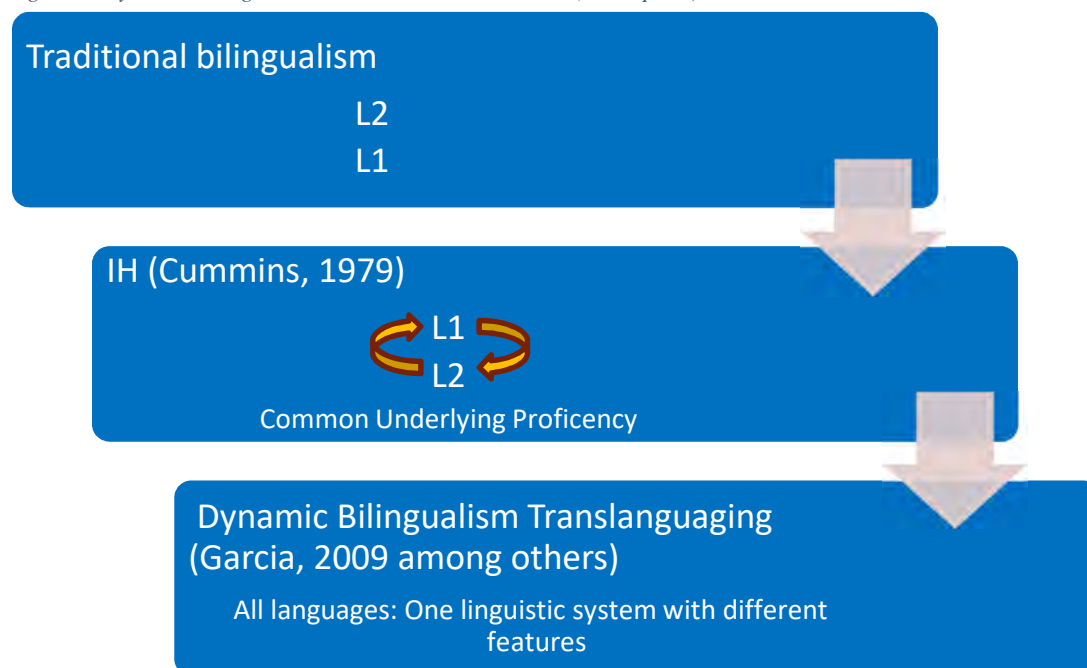 Traditional bilingualism
L2
L1
IH (Cummins, 1979)
L1
L2
Common Underlying Proficency
Dynamic Bilingualism Translanguaging
(Garcia, 2009 among others)
All languages: One linguistic system with different
features